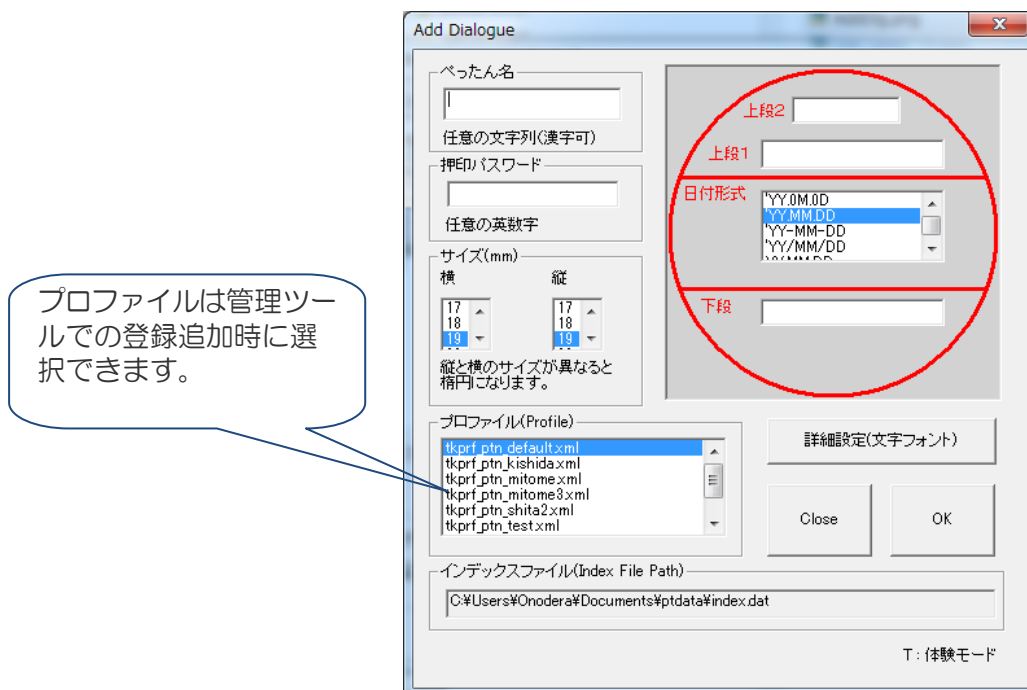 Add Dialogue
ぺったん名
任意の文字列(漢字可)
押印パスワード
任意の英数字
サイズ(mm)
横 縦
17 17
18 18
19 19
縦と横のサイズが異なると
楕円になります。
上段2
上段1
日付形式
'YY.0M.0D
'YY.MM.DD
'YY-MM-DD
'YY/MM/DD
下段
プロファイルは管理ツー
ルでの登録追加時に選
択できます。
プロファイル(Profile)
tkprf_ptn_default.xml
tkprf_ptn_kishida.xml
tkprf_ptn_mitome.xml
tkprf_ptn_mitome3.xml
tkprf_ptn_shita2.xml
tkprf_ptn_test.xml
詳細設定(文字フォント)
Close
OK
インデックスファイル(Index File Path)
C:¥Users¥Onodera¥Documents¥ptdata¥index.dat
T：体験モード